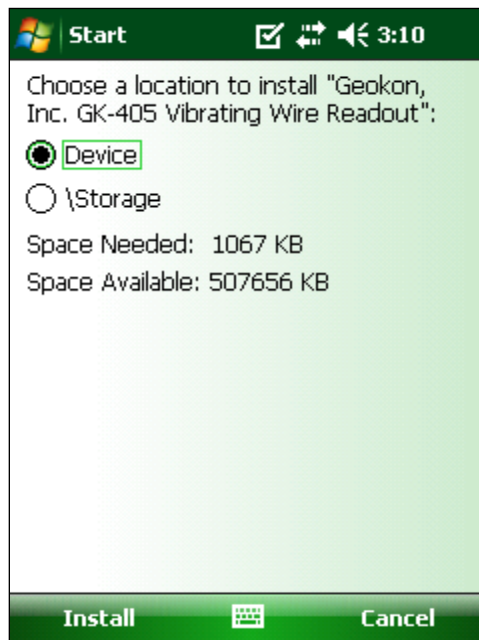 Start 3:10
Choose a location to install "Geokon,
Inc. GK-405 Vibrating Wire Readout":
Device
\Storage
Space Needed: 1067 KB
Space Available: 507656 KB
Install Cancel